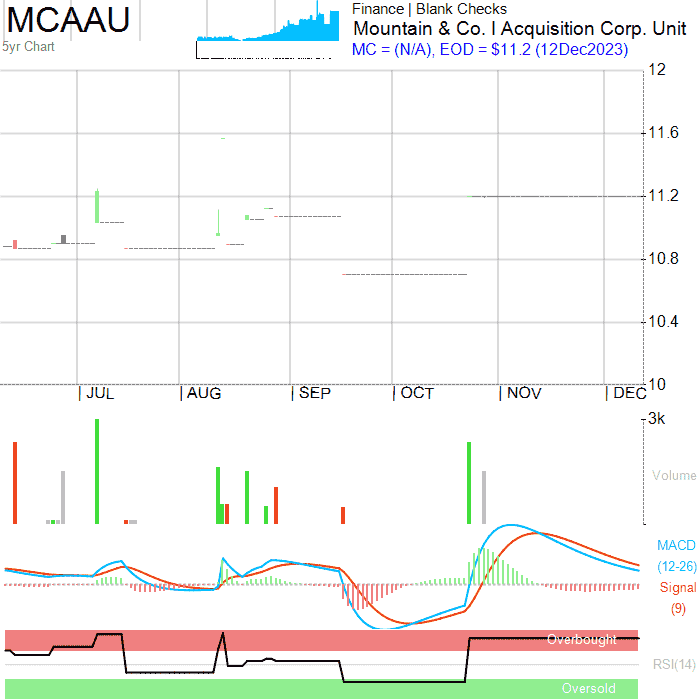 MCAAU
5yr Chart
Finance | Blank Checks
Mountain & Co. I Acquisition Corp. Unit
MC = (N/A), EOD = $11.2 (12Dec2023)
12
11.6
11.2
10.8
10.4
10
| JUL | AUG | SEP | OCT | NOV | DEC
3k
Volume
MACD
(12-26)
Signal
(9)
Overbought
RSI(14)
Oversold